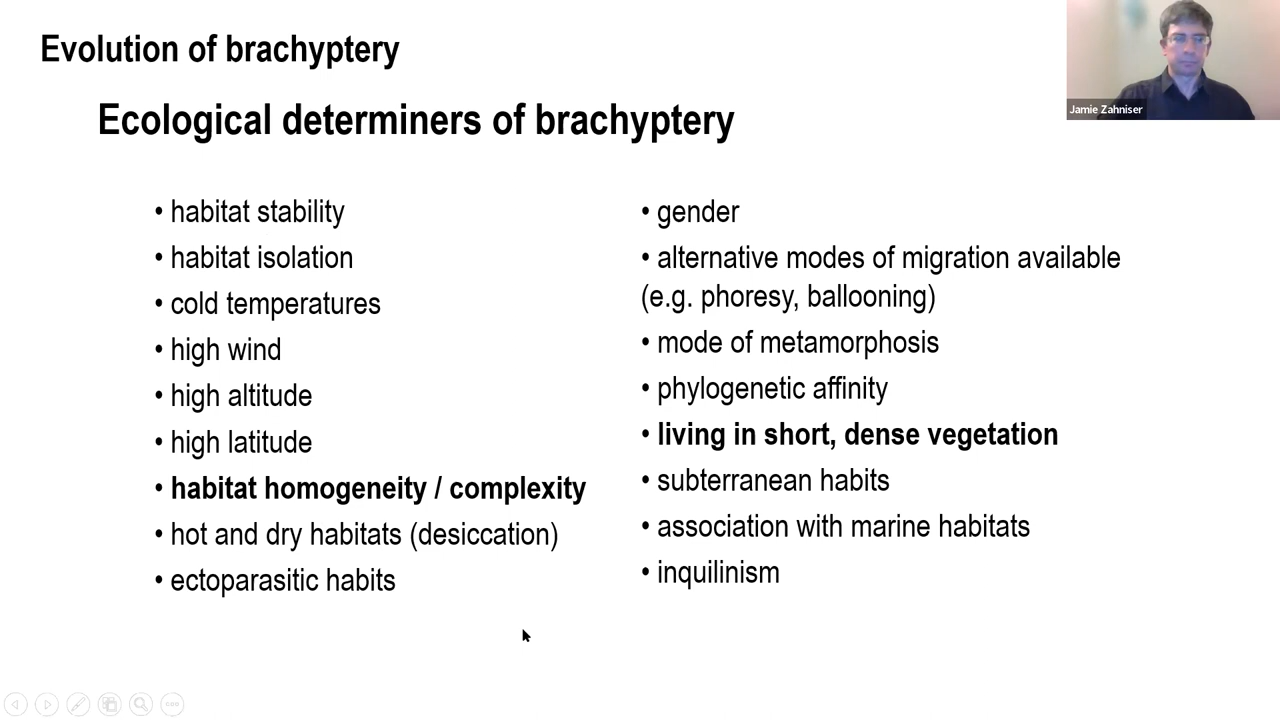 Evolution of brachyptery
Jamie Zahniser
Ecological determiners of brachyptery
• habitat stability
• habitat isolation
• cold temperatures
• high wind
• high altitude
• high latitude
• habitat homogeneity / complexity
• hot and dry habitats (desiccation)
• ectoparasitic habits
• gender
• alternative modes of migration available
(e.g. phoresy, ballooning)
• mode of metamorphosis
• phylogenetic affinity
• living in short, dense vegetation
• subterranean habits
• association with marine habitats
• inquilinism